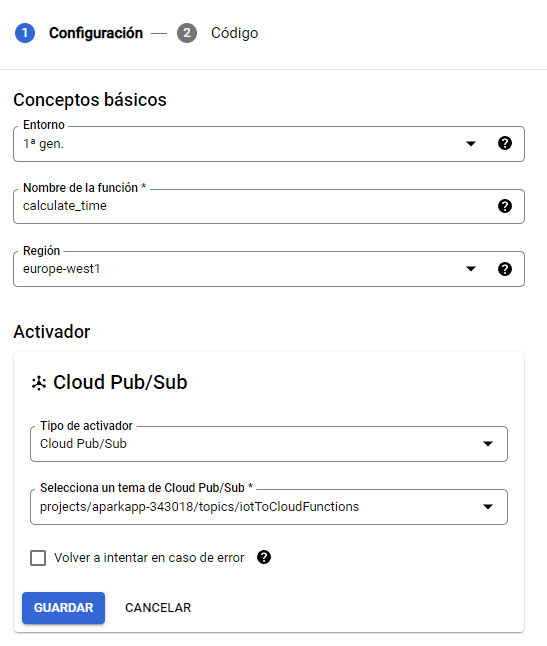 1 Configuración — 2 Código
Conceptos básicos
Entorno
1ª gen.
Nombre de la función *
calculate_time
Región
europe-west1
Activador
Cloud Pub/Sub
Tipo de activador
Cloud Pub/Sub
Selecciona un tema de Cloud Pub/Sub *
projects/aparkapp-343018/topics/iotToCloudFunctions
Volver a intentar en caso de error
GUARDAR CANCELAR